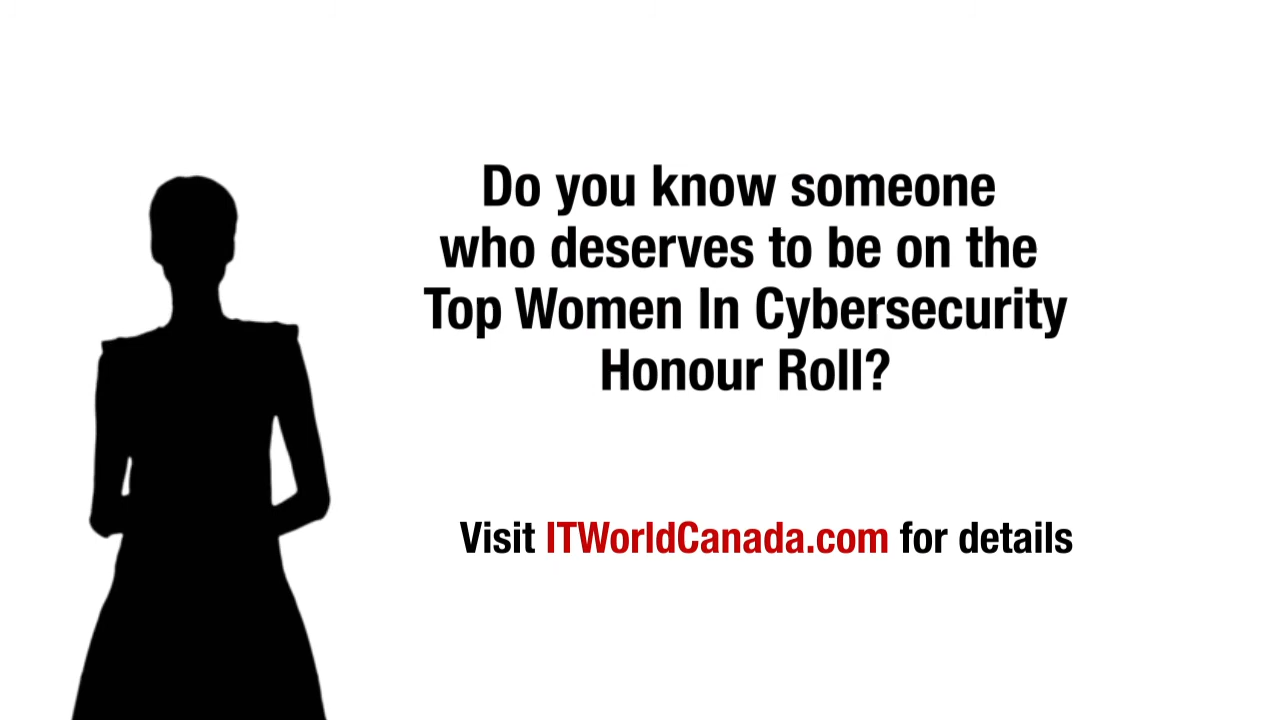 Do you know someone
who deserves to be on the
Top Women In Cybersecurity
Honour Roll?
Visit ITWorldCanada.com for details